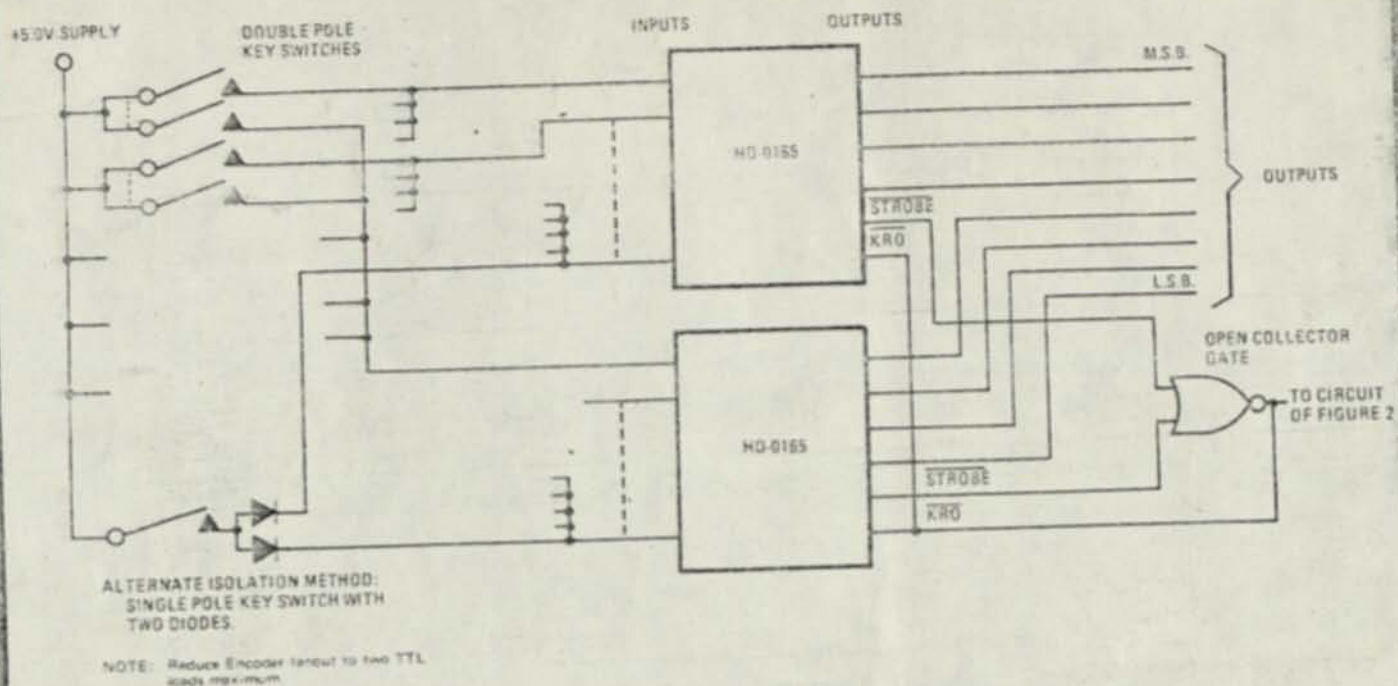 +5.0V SUPPLY
DOUBLE POLE
KEY SWITCHES
INPUTS
OUTPUTS
M.S.B.
HD-0165
OUTPUTS
STROBE
KRO
L.S.B.
OPEN COLLECTOR
GATE
TO CIRCUIT
OF FIGURE 2
HD-0165
STROBE
KRO
ALTERNATE ISOLATION METHOD:
SINGLE POLE KEY SWITCH WITH
TWO DIODES.
NOTE: Reduce Encoder fanout to two TTL
loads maximum